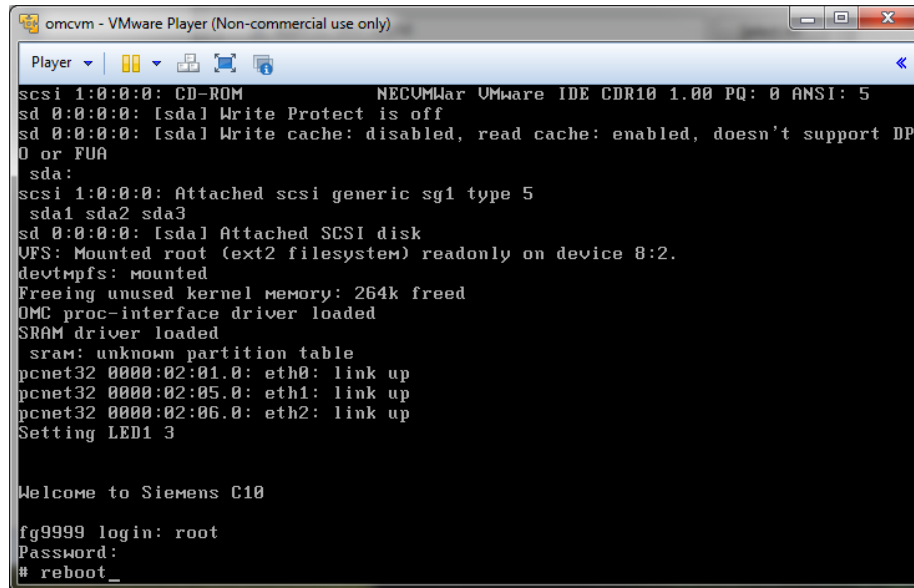 omcvm - VMware Player (Non-commercial use only)
Player
scsi 1:0:0:0: CD-ROM NECVMWar VMware IDE CDR10 1.00 PQ: 0 ANSI: 5
sd 0:0:0:0: [sda] Write Protect is off
sd 0:0:0:0: [sda] Write cache: disabled, read cache: enabled, doesn't support DP
O or FUA
sda:
scsi 1:0:0:0: Attached scsi generic sg1 type 5
sda1 sda2 sda3
sd 0:0:0:0: [sda] Attached SCSI disk
VFS: Mounted root (ext2 filesystem) readonly on device 8:2.
devtmpfs: mounted
Freeing unused kernel memory: 264k freed
OMC proc-interface driver loaded
SRAM driver loaded
sram: unknown partition table
pcnet32 0000:02:01.0: eth0: link up
pcnet32 0000:02:05.0: eth1: link up
pcnet32 0000:02:06.0: eth2: link up
Setting LED1 3
Welcome to Siemens C10
fg9999 login: root
Password:
# reboot_